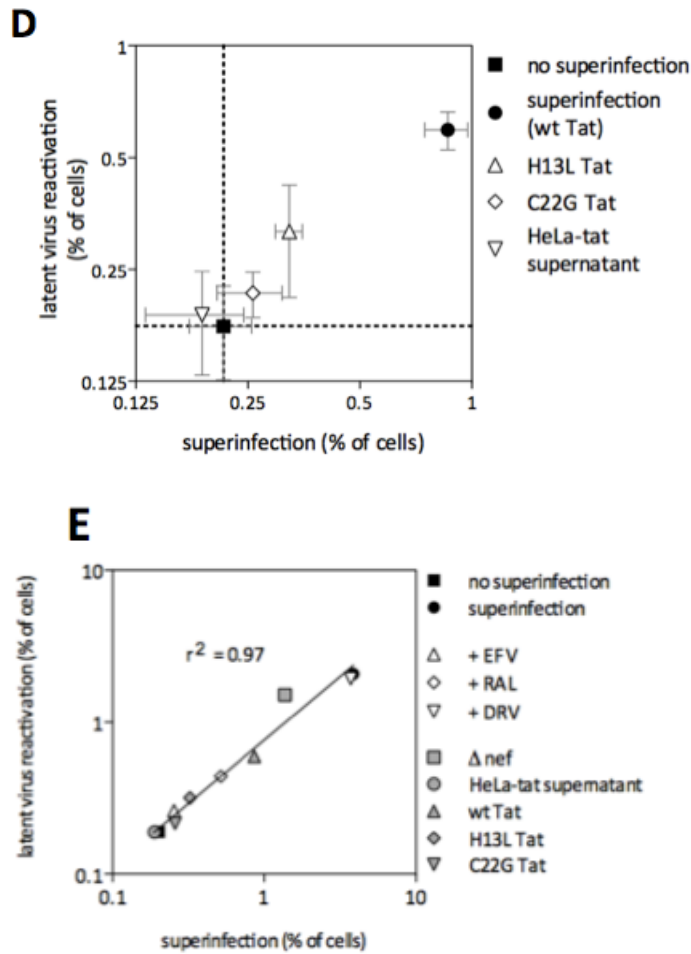 D
1
0.5
0.25
0.125
0.125
0.25
0.5
1
latent virus reactivation
(% of cells)
superinfection (% of cells)
no superinfection
superinfection
(wt Tat)
H13L Tat
C22G Tat
HeLa-tat
supernatant
E
10
1
0.1
0.1
1
10
latent virus reactivation (% of cells)
superinfection (% of cells)
r² = 0.97
no superinfection
superinfection
+ EFV
+ RAL
+ DRV
Δ nef
HeLa-tat supernatant
wt Tat
H13L Tat
C22G Tat